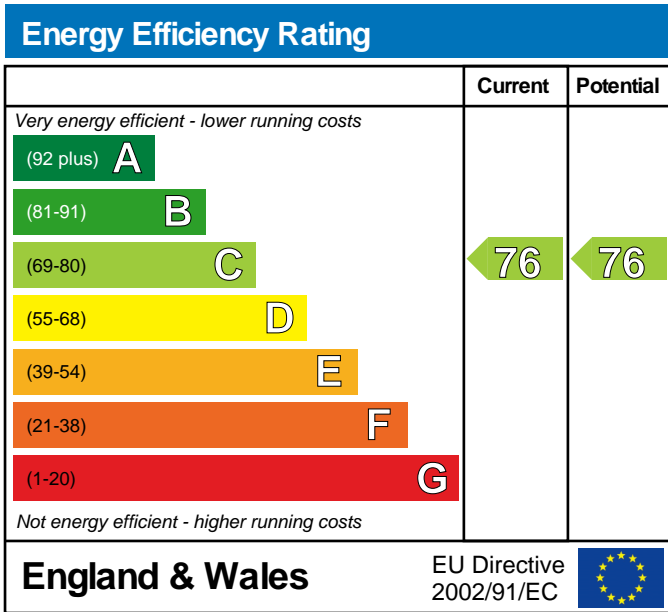 Energy Efficiency Rating
Current Potential
Very energy efficient - lower running costs
(92 plus) A
(81-91) B
(69-80) C 76 76
(55-68) D
(39-54) E
(21-38) F
(1-20) G
Not energy efficient - higher running costs
England & Wales
EU Directive
2002/91/EC